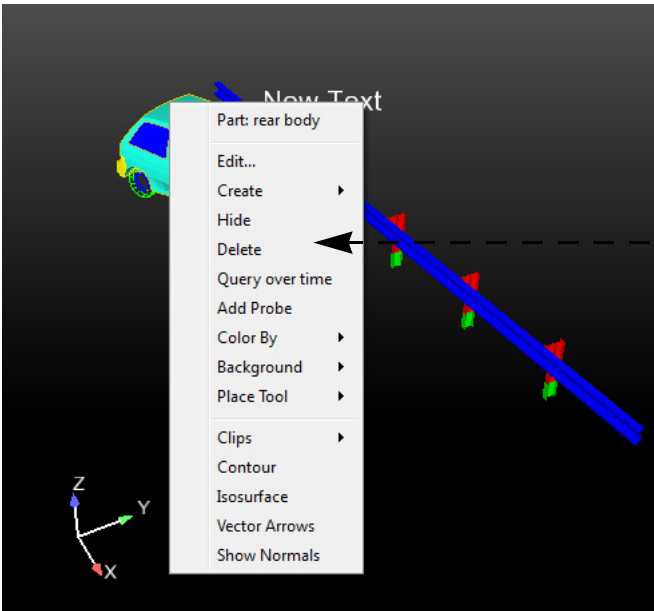 New Text
Part: rear body
Edit...
Create
Hide
Delete
Query over time
Add Probe
Color By
Background
Place Tool
Clips
Contour
Isosurface
Vector Arrows
Show Normals
Z
Y
X